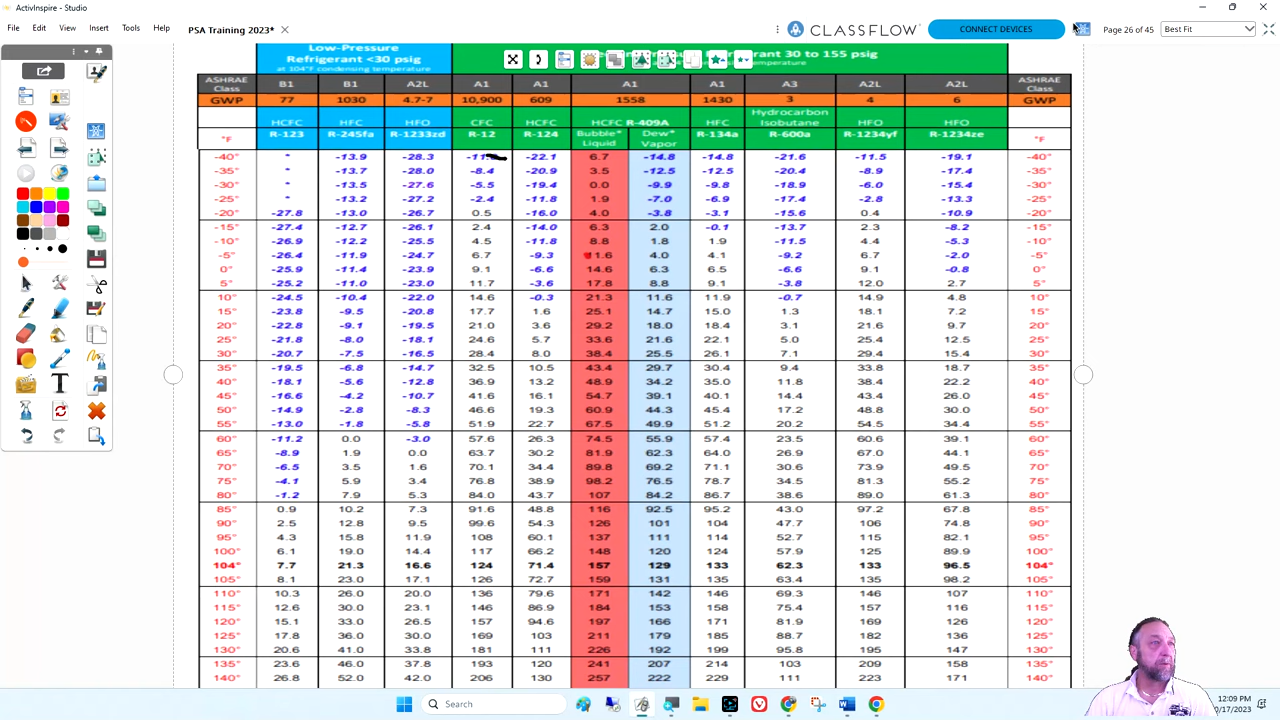 ActivInspire - Studio
File Edit View Insert Tools Help PSA Training 2023* CLASSFLOW CONNECT DEVICES Page 26 of 45 Best Fit
Low-Pressure
Refrigerant <30 psig
at 104°F condensing temperature
Refrigerant 30 to 155 psig
temperature
ASHRAE Class B1 B1 A2L A1 A1 A1 A1 A3 A2L A2L ASHRAE Class
GWP 77 1030 4.7-7 10,900 609 1558 1430 3 4 6 GWP
HCFC HFC HFO CFC HCFC HCFC R-409A HFC Hydrocarbon Isobutane HFO HFO
°F R-123 R-245fa R-1233zd R-12 R-124 Bubble* Liquid Dew* Vapor R-134a R-600a R-1234yf R-1234ze °F
-40° * -13.9 -28.3 -22.1 6.7 -14.8 -14.8 -21.6 -11.5 -19.1 -40°
-35° * -13.7 -28.0 -8.4 -20.9 3.5 -12.5 -12.5 -20.4 -8.9 -17.4 -35°
-30° * -13.5 -27.6 -5.5 -19.4 0.0 -9.9 -9.8 -18.9 -6.0 -15.4 -30°
-25° * -13.2 -27.2 -2.4 -11.8 1.9 -7.0 -6.9 -17.4 -2.8 -13.3 -25°
-20° -27.8 -13.0 -26.7 0.5 -16.0 4.0 -3.8 -3.1 -15.6 0.4 -10.9 -20°
-15° -27.4 -12.7 -26.1 2.4 -14.0 6.3 2.0 -0.1 -13.7 2.3 -8.2 -15°
-10° -26.9 -12.2 -25.5 4.5 -11.8 8.8 1.8 1.9 -11.5 4.4 -5.3 -10°
-5° -26.4 -11.9 -24.7 6.7 -9.3 1.6 4.0 4.1 -9.2 6.7 -2.0 -5°
0° -25.9 -11.4 -23.9 9.1 -6.6 14.6 6.3 6.5 -6.6 9.1 -0.8 0°
5° -25.2 -11.0 -23.0 11.7 -3.6 17.8 8.8 9.1 -3.8 12.0 2.7 5°
10° -24.5 -10.4 -22.0 14.6 -0.3 21.3 11.6 11.9 -0.7 14.9 4.8 10°
15° -23.8 -9.5 -20.8 17.7 1.6 25.1 14.7 15.0 1.3 18.1 7.2 15°
20° -22.8 -9.1 -19.5 21.0 3.6 29.2 18.0 18.4 3.1 21.6 9.7 20°
25° -21.8 -8.0 -18.1 24.6 5.7 33.6 21.6 22.1 5.0 25.4 12.5 25°
30° -20.7 -7.5 -16.5 28.4 8.0 38.4 25.5 26.1 7.1 29.4 15.4 30°
35° -19.5 -6.8 -14.7 32.5 10.5 43.4 29.7 30.4 9.4 33.8 18.7 35°
40° -18.1 -5.6 -12.8 36.9 13.2 48.9 34.2 35.0 11.8 38.4 22.2 40°
45° -16.6 -4.2 -10.7 41.6 16.1 54.7 39.1 40.1 14.4 43.4 26.0 45°
50° -14.9 -2.8 -8.3 46.6 19.3 60.9 44.3 45.4 17.2 48.8 30.0 50°
55° -13.0 -1.8 -5.8 51.9 22.7 67.5 49.9 51.2 20.2 54.5 34.4 55°
60° -11.2 0.0 -3.0 57.6 26.3 74.5 55.9 57.4 23.5 60.6 39.1 60°
65° -8.9 1.9 0.0 63.7 30.2 81.9 62.3 64.0 26.9 67.0 44.1 65°
70° -6.5 3.5 1.6 70.1 34.4 89.8 69.2 71.1 30.6 73.9 49.5 70°
75° -4.1 5.9 3.4 76.8 38.9 98.2 76.5 78.7 34.5 81.3 55.2 75°
80° -1.2 7.9 5.3 84.0 43.7 107 84.2 86.7 38.6 89.0 61.3 80°
85° 0.9 10.2 7.3 91.6 48.8 116 92.5 95.2 43.0 97.2 67.8 85°
90° 2.5 12.8 9.5 99.6 54.3 126 101 104 47.7 106 74.8 90°
95° 4.3 15.8 11.9 108 60.1 137 111 114 52.7 115 82.1 95°
100° 6.1 19.0 14.4 117 66.2 148 120 124 57.9 125 89.9 100°
104° 7.7 21.3 16.6 124 71.4 157 129 133 62.3 133 96.5 104°
105° 8.1 23.0 17.1 126 72.7 159 131 135 63.4 135 98.2 105°
110° 10.3 26.0 20.0 136 79.6 171 142 146 69.3 146 107 110°
115° 12.6 30.0 23.1 146 86.9 184 153 158 75.4 157 116 115°
120° 15.1 33.0 26.5 157 94.6 197 166 171 81.9 169 126 120°
125° 17.8 36.0 30.0 169 103 211 179 185 88.7 182 136 125°
130° 20.6 41.0 33.8 181 111 226 192 199 95.8 195 147 130°
135° 23.6 46.0 37.8 193 120 241 207 214 103 209 158 135°
140° 26.8 52.0 42.0 206 130 257 222 229 111 223 171 140°
Search
12:09 PM
0/17/2023